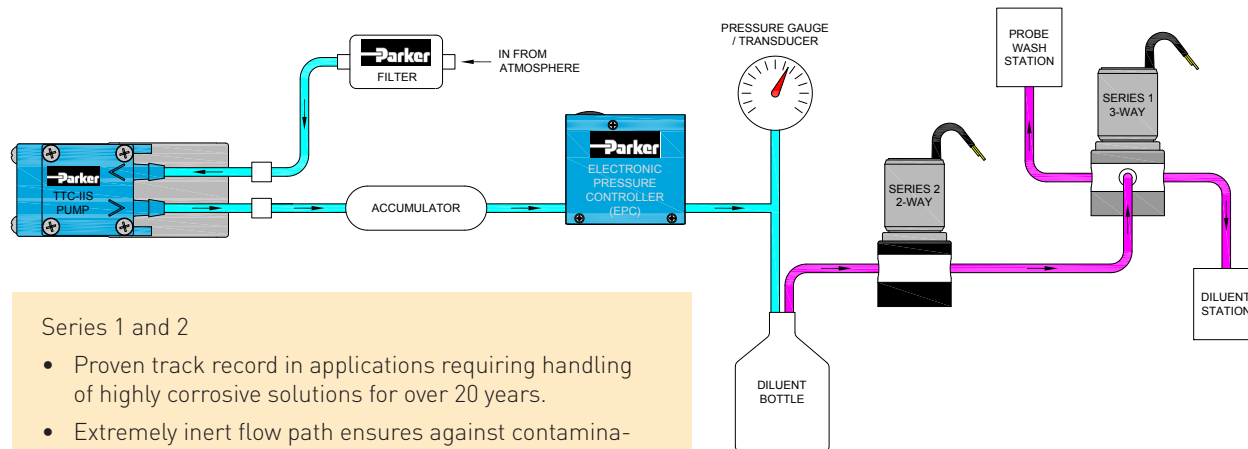 Parker
FILTER
IN FROM
ATMOSPHERE
PRESSURE GAUGE
/ TRANSDUCER
PROBE
WASH
STATION
SERIES 1
3-WAY
Parker
TTC-IIS
PUMP
ACCUMULATOR
Parker
ELECTRONIC
PRESSURE
CONTROLLER
(EPC)
SERIES 2
2-WAY
DILUENT
STATION
DILUENT
BOTTLE
Series 1 and 2
• Proven track record in applications requiring handling
of highly corrosive solutions for over 20 years.
• Extremely inert flow path ensures against contamina-